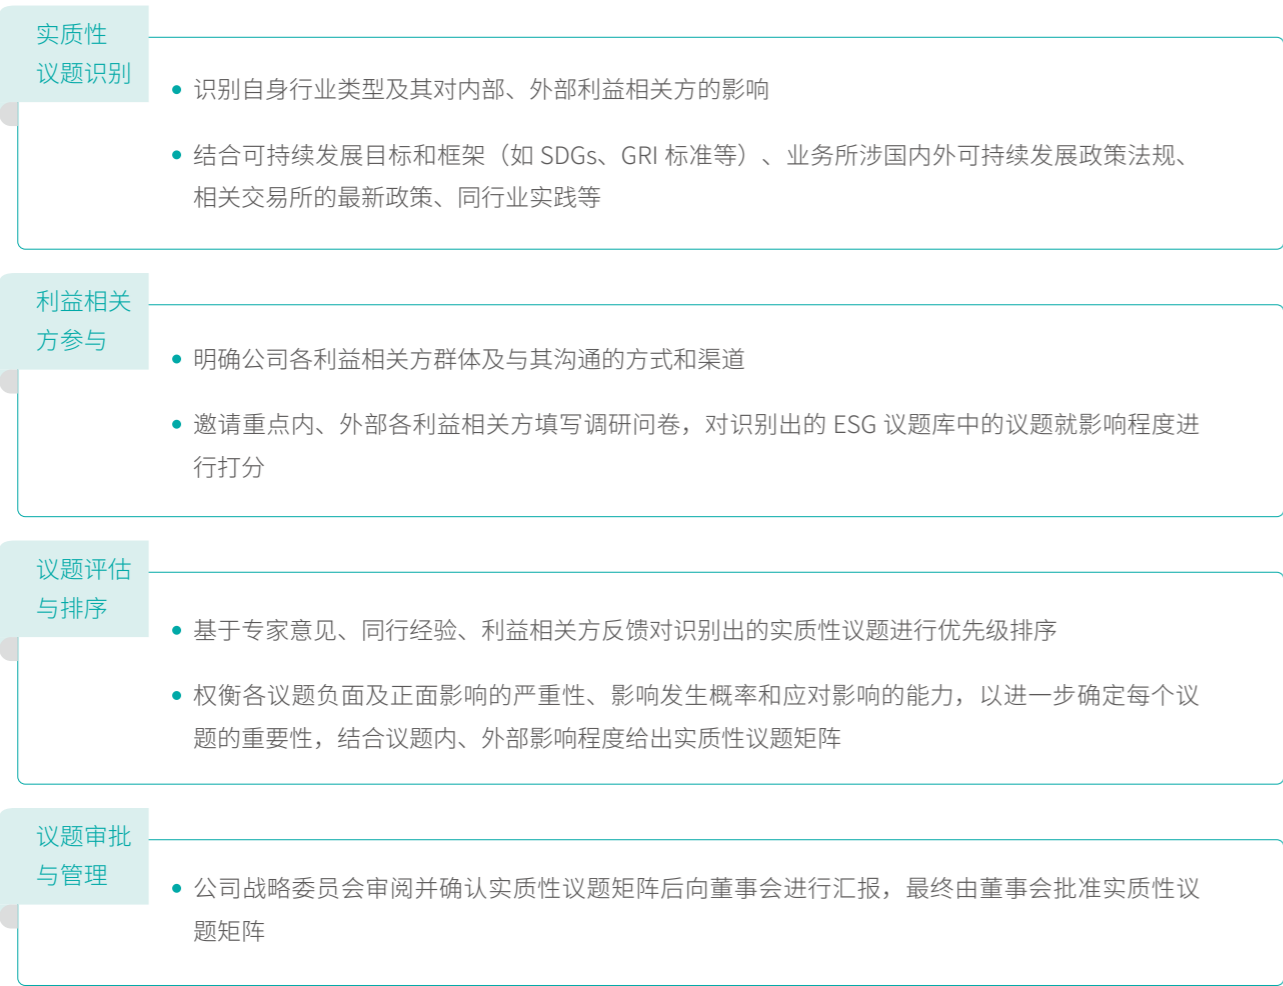 实质性
议题识别
• 识别自身行业类型及其对内部、外部利益相关方的影响
• 结合可持续发展目标和框架（如 SDGs、GRI 标准等）、业务所涉国内外可持续发展政策法规、
相关交易所的最新政策、同行业实践等
利益相关
方参与
• 明确公司各利益相关方群体及与其沟通的方式和渠道
• 邀请重点内、外部各利益相关方填写调研问卷，对识别出的 ESG 议题库中的议题就影响程度进
行打分
议题评估
与排序
• 基于专家意见、同行经验、利益相关方反馈对识别出的实质性议题进行优先级排序
• 权衡各议题负面及正面影响的严重性、影响发生概率和应对影响的能力，以进一步确定每个议
题的重要性，结合议题内、外部影响程度给出实质性议题矩阵
议题审批
与管理
• 公司战略委员会审阅并确认实质性议题矩阵后向董事会进行汇报，最终由董事会批准实质性议
题矩阵